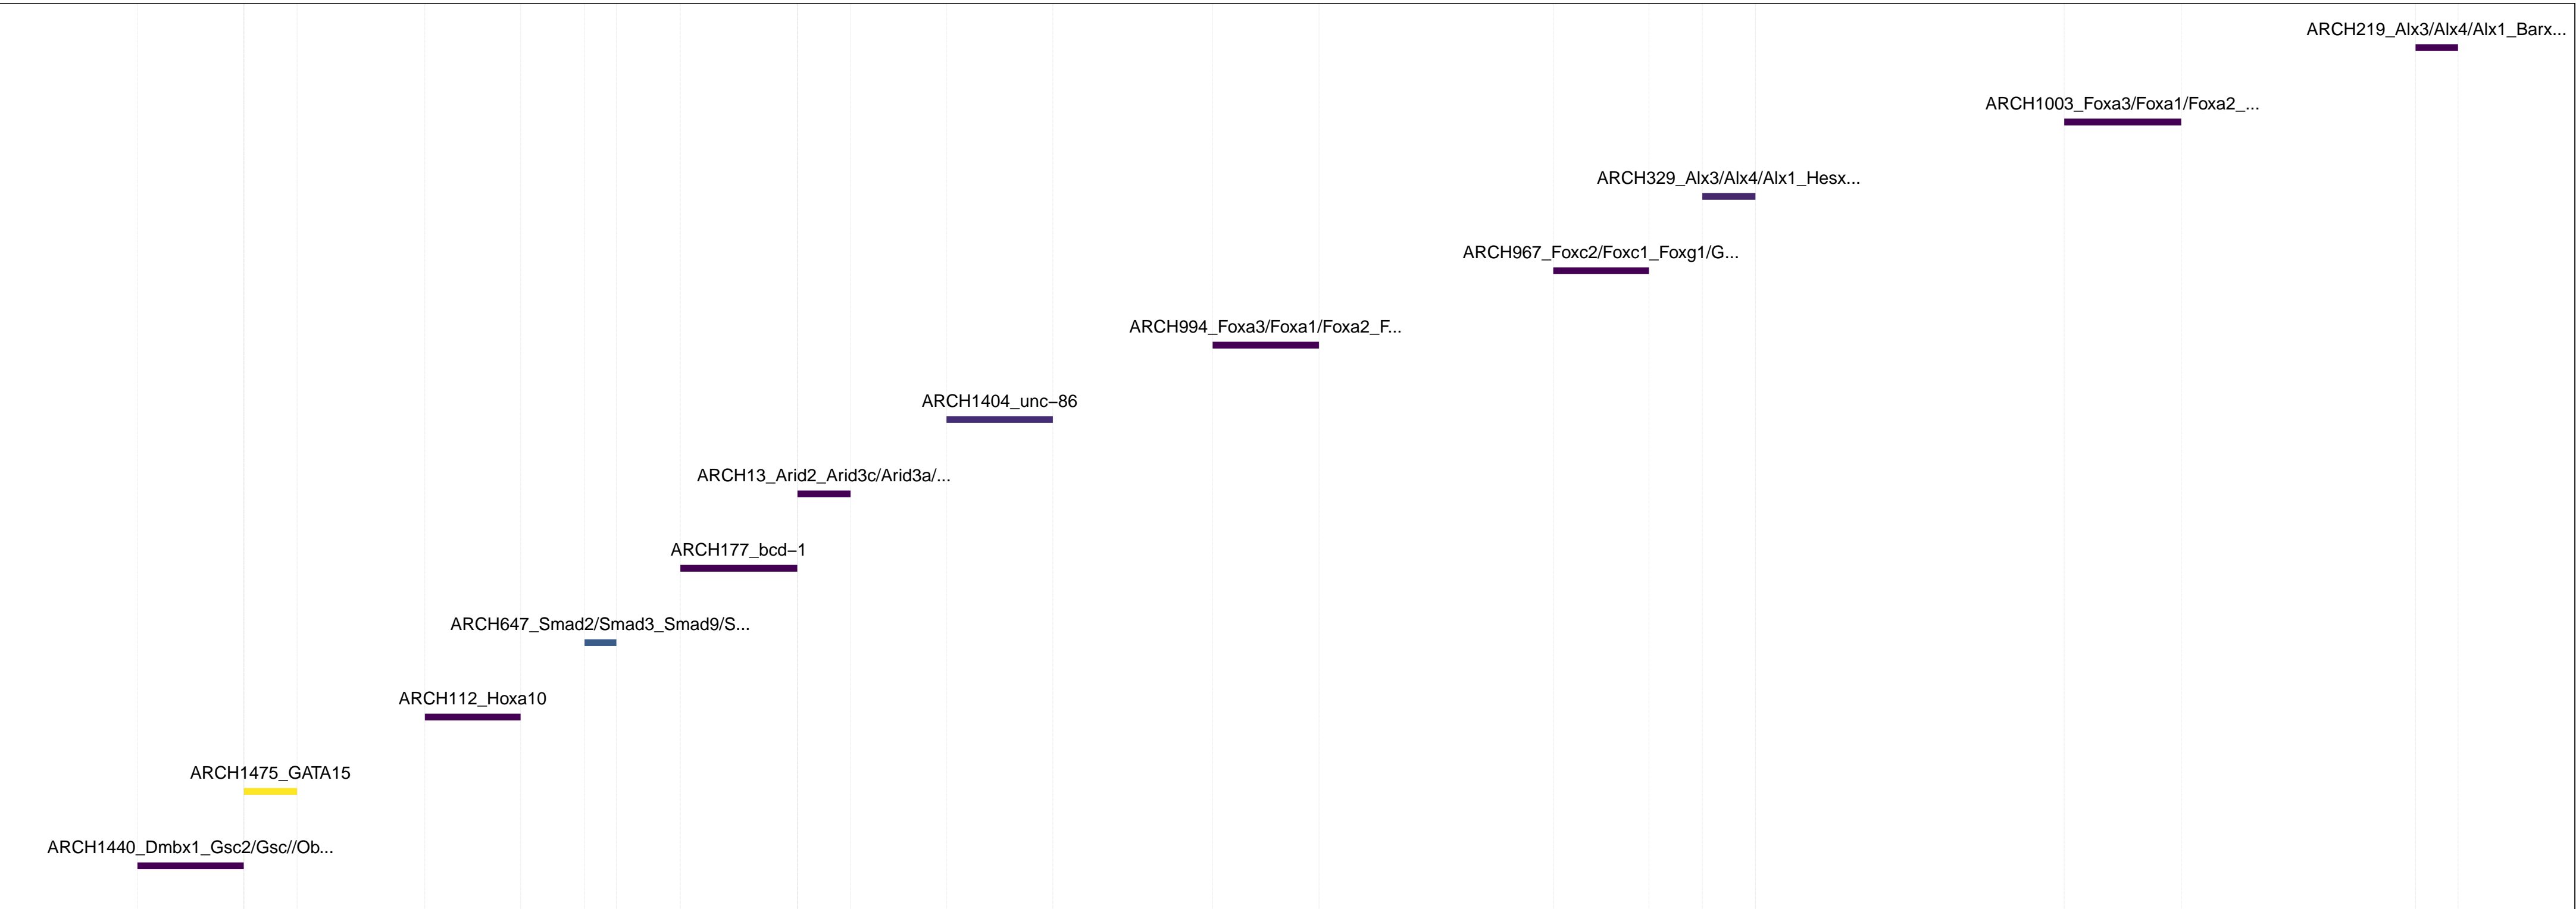 ARCH219_Alx3/Alx4/Alx1_Barx...
ARCH1003_Foxa3/Foxa1/Foxa2_...
ARCH329_Alx3/Alx4/Alx1_Hesx...
ARCH967_Foxc2/Foxc1_Foxg1/G...
ARCH994_Foxa3/Foxa1/Foxa2_F...
ARCH1404_unc−86
ARCH13_Arid2_Arid3c/Arid3a/...
ARCH177_bcd−1
ARCH647_Smad2/Smad3_Smad9/S...
ARCH112_Hoxa10
ARCH1475_GATA15
ARCH1440_Dmbx1_Gsc2/Gsc//Ob...